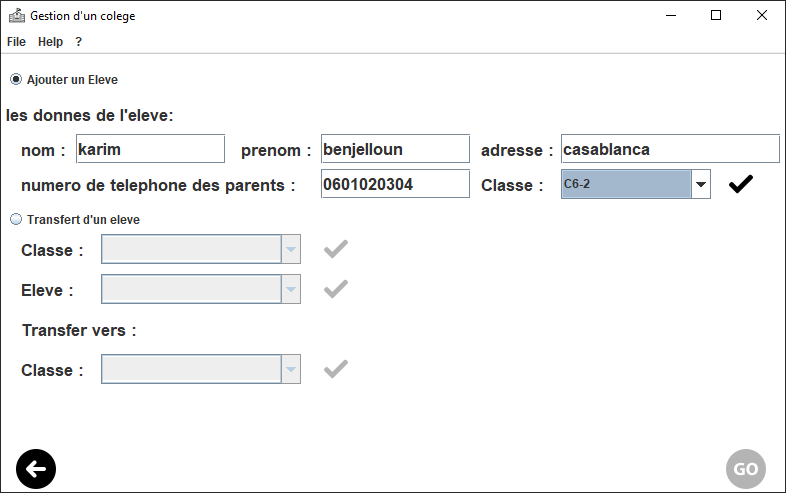 Gestion d'un colege
File Help ?
Ajouter un Eleve
les donnes de l'eleve:
nom : karim prenom : benjelloun adresse : casablanca
numero de telephone des parents : 0601020304 Classe : C6-2
Transfert d'un eleve
Classe :
Eleve :
Transfer vers :
Classe :
GO